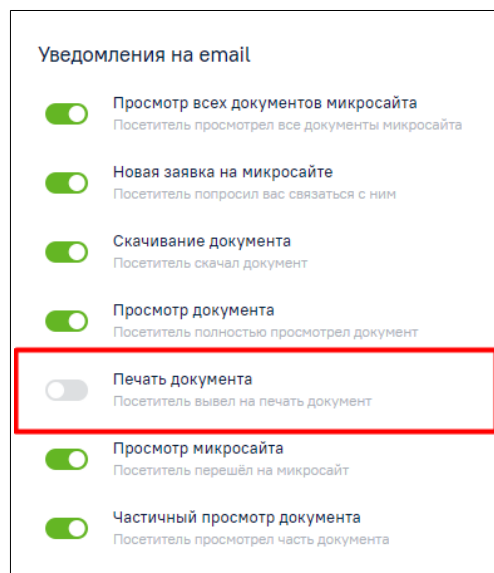 Уведомления на email
Просмотр всех документов микросайта
Посетитель просмотрел все документы микросайта
Новая заявка на микросайте
Посетитель попросил вас связаться с ним
Скачивание документа
Посетитель скачал документ
Просмотр документа
Посетитель полностью просмотрел документ
Печать документа
Посетитель вывел на печать документ
Просмотр микросайта
Посетитель перешёл на микросайт
Частичный просмотр документа
Посетитель просмотрел часть документа